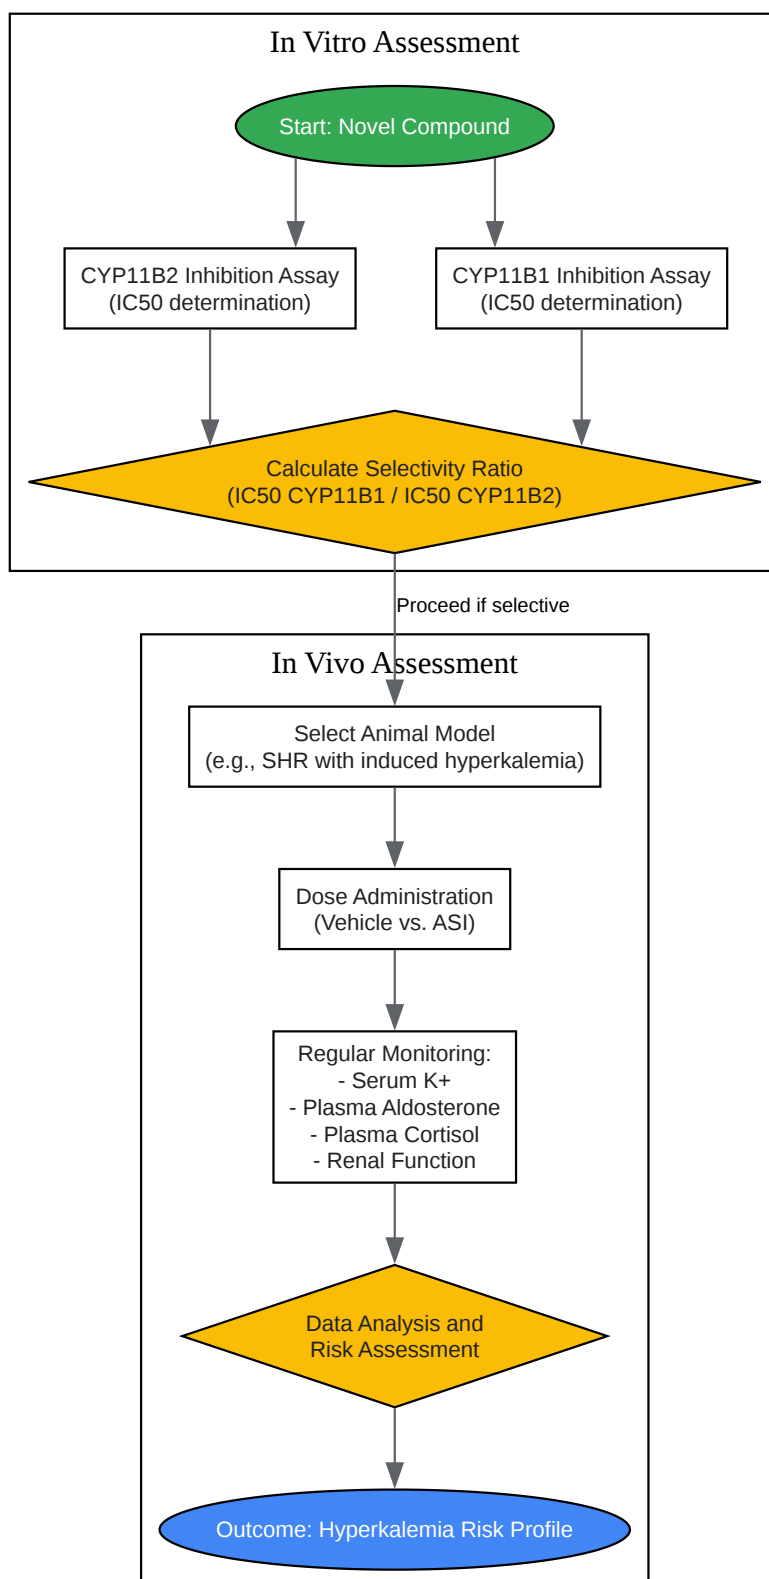 In Vitro Assessment
Start: Novel Compound
CYP11B2 Inhibition Assay
(IC50 determination)
CYP11B1 Inhibition Assay
(IC50 determination)
Calculate Selectivity Ratio
(IC50 CYP11B1 / IC50 CYP11B2)
Proceed if selective
In Vivo Assessment
Select Animal Model
(e.g., SHR with induced hyperkalemia)
Dose Administration
(Vehicle vs. ASI)
Regular Monitoring:
- Serum K+
- Plasma Aldosterone
- Plasma Cortisol
- Renal Function
Data Analysis and
Risk Assessment
Outcome: Hyperkalemia Risk Profile